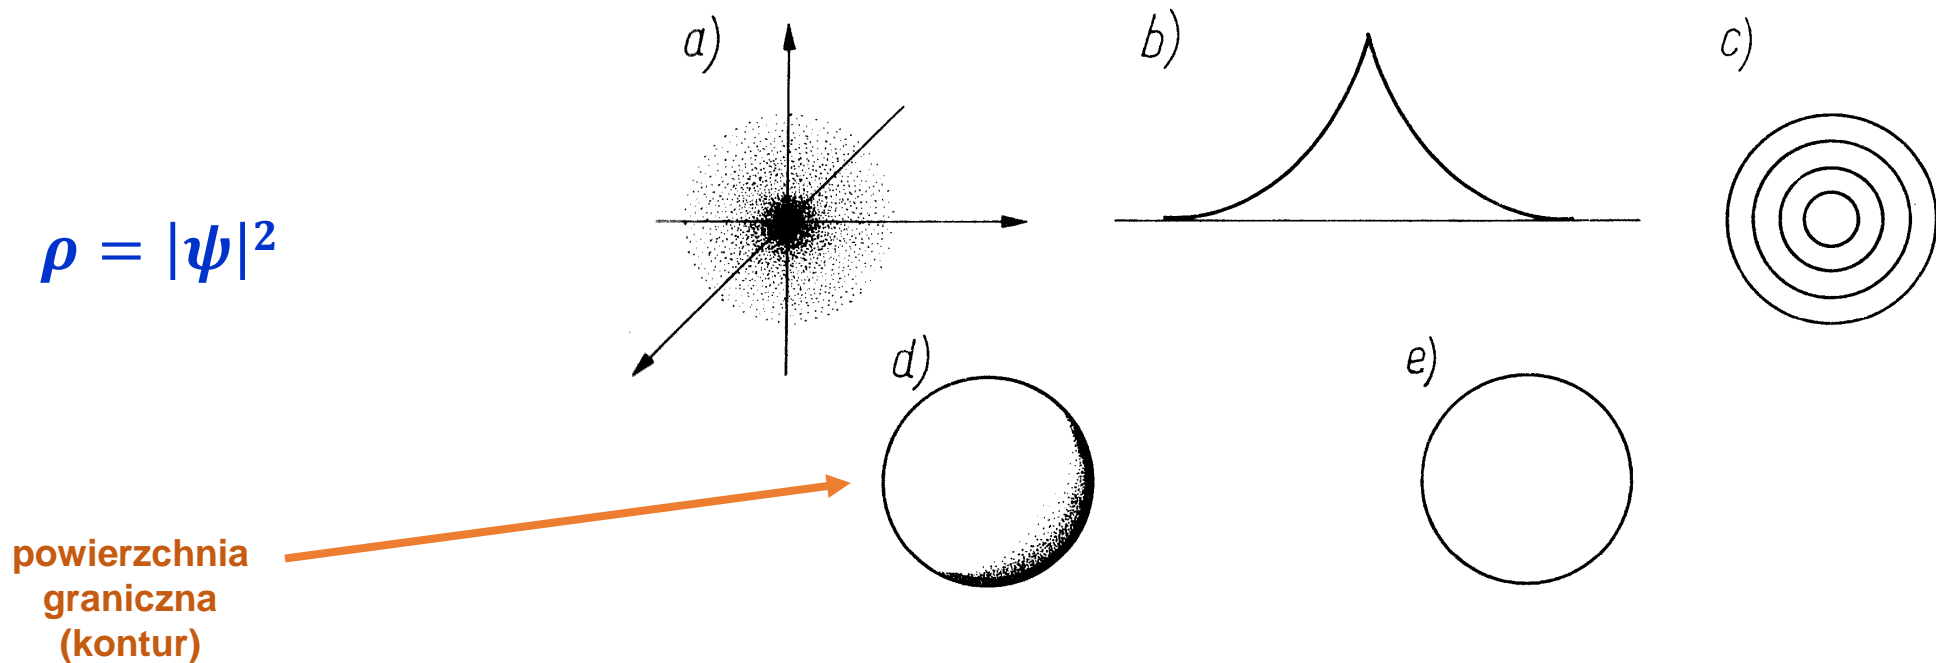 a)
b)
c)
ρ = |ψ|²
d)
e)
powierzchnia
graniczna
(kontur)